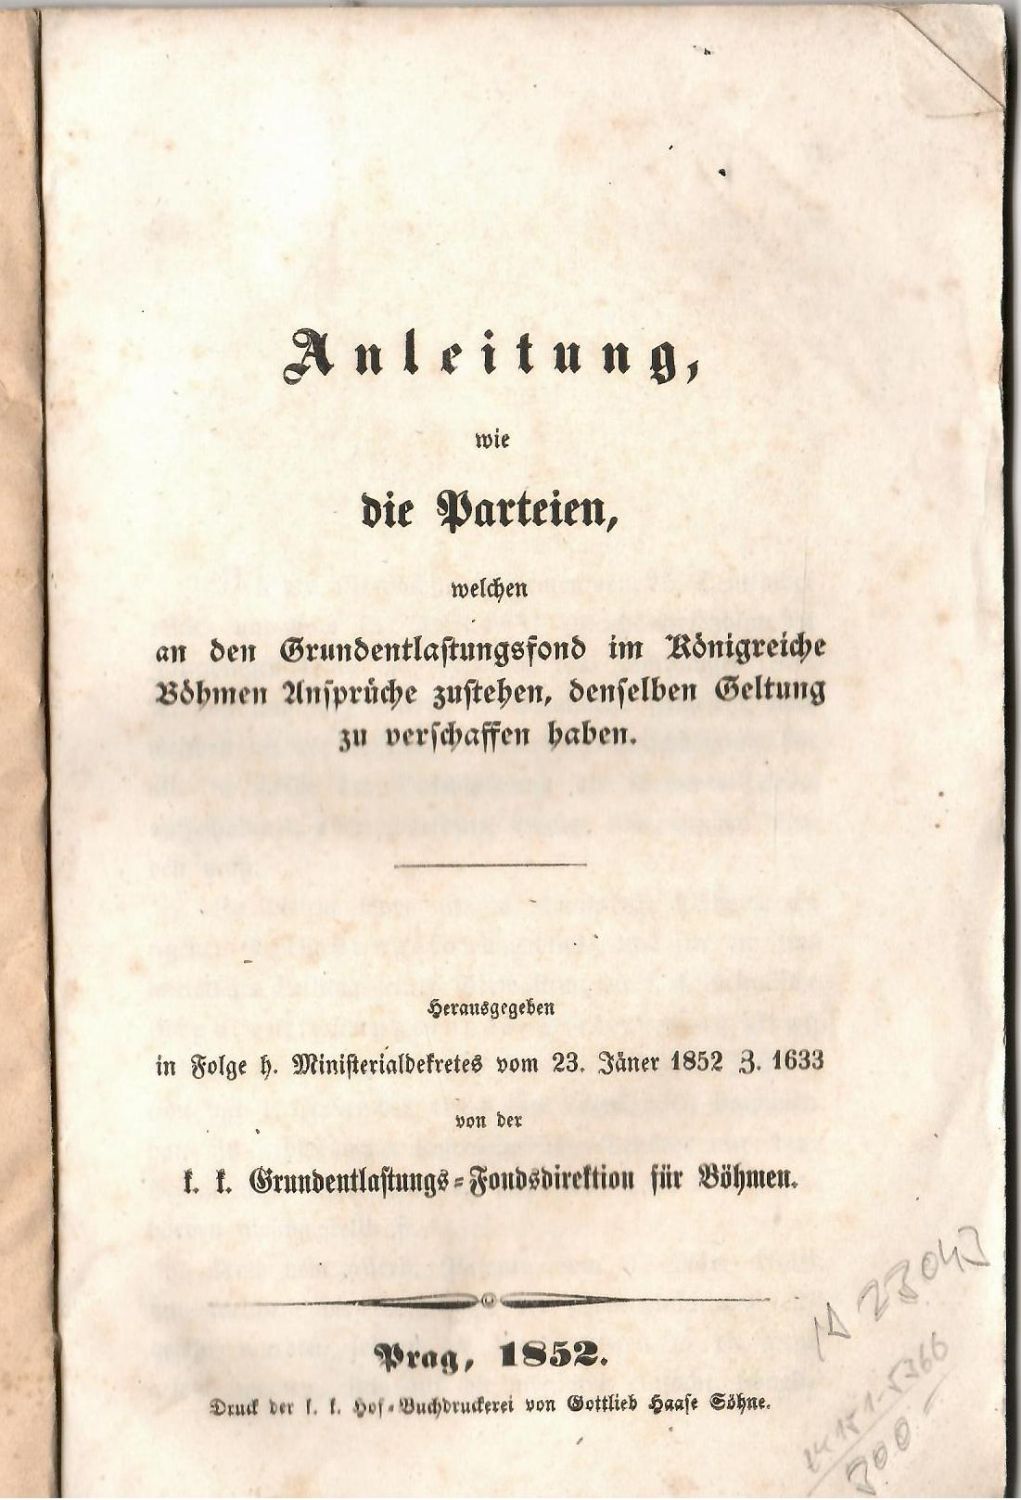 Anleitung,
wie
die Parteien,
welchen
an den Grundentlastungsfond im Königreiche
Böhmen Ansprüche zustehen, denselben Geltung
zu verschaffen haben.
Herausgegeben
in Folge h. Ministerialdekretes vom 23. Jäner 1852 Z. 1633
von der
k. k. Grundentlastungs-Fondsdirektion für Böhmen.
Prag, 1852.
Druck der k. k. Hof-Buchdruckerei von Gottlieb Haase Söhne.